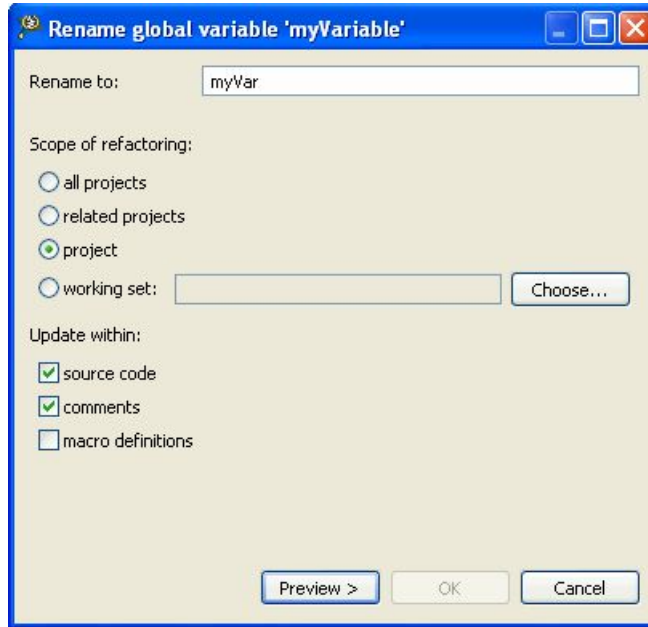 Rename global variable 'myVariable'
Rename to: myVar
Scope of refactoring:
all projects
related projects
project
working set: Choose...
Update within:
source code
comments
macro definitions
Preview > OK Cancel